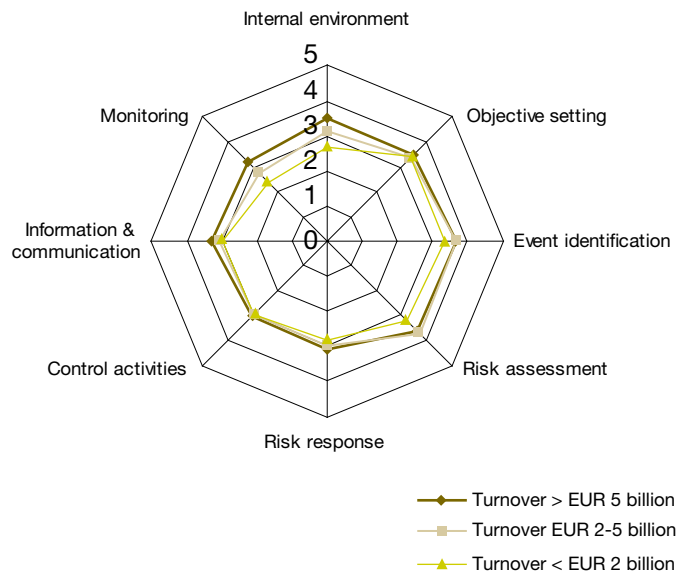 Internal environment
5
4
3
2
1
0
Monitoring
Objective setting
Information &
communication
Event identification
Control activities
Risk assessment
Risk response
Turnover > EUR 5 billion
Turnover EUR 2-5 billion
Turnover < EUR 2 billion